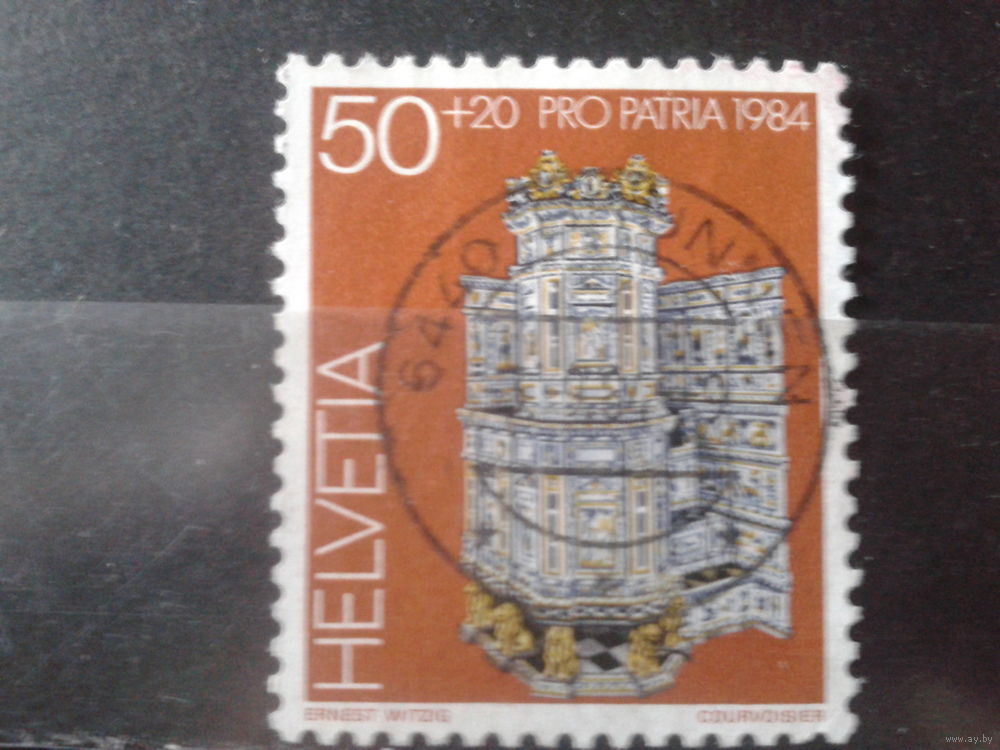 50 +20 PRO PATRIA 1984
HELVETIA
ERNEST WITZIG
COURVOISIER
www.ay.by